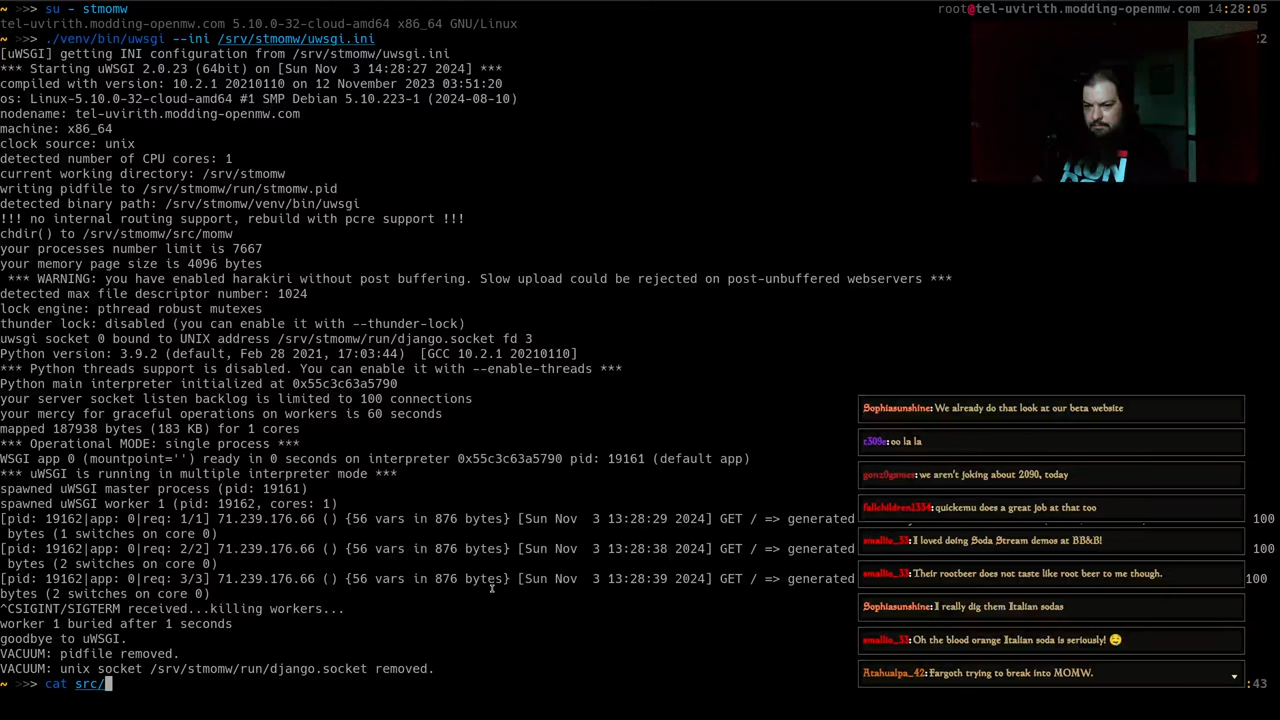 ~ >>> su - stmomw
root@tel-uvirith.modding-openmw.com 14:28:05
tel-uvirith.modding-openmw.com 5.10.0-32-cloud-amd64 x86_64 GNU/Linux
~ >>> ./venv/bin/uwsgi --ini /srv/stmomw/uwsgi.ini
22
[uWSGI] getting INI configuration from /srv/stmomw/uwsgi.ini
*** Starting uWSGI 2.0.23 (64bit) on [Sun Nov  3 14:28:27 2024] ***
compiled with version: 10.2.1 20210110 on 12 November 2023 03:51:20
os: Linux-5.10.0-32-cloud-amd64 #1 SMP Debian 5.10.223-1 (2024-08-10)
nodename: tel-uvirith.modding-openmw.com
machine: x86_64
clock source: unix
detected number of CPU cores: 1
current working directory: /srv/stmomw
writing pidfile to /srv/stmomw/run/stmomw.pid
detected binary path: /srv/stmomw/venv/bin/uwsgi
!!! no internal routing support, rebuild with pcre support !!!
chdir() to /srv/stmomw/src/momw
your processes number limit is 7667
your memory page size is 4096 bytes
*** WARNING: you have enabled harakiri without post buffering. Slow upload could be rejected on post-unbuffered webservers ***
detected max file descriptor number: 1024
lock engine: pthread robust mutexes
thunder lock: disabled (you can enable it with --thunder-lock)
uwsgi socket 0 bound to UNIX address /srv/stmomw/run/django.socket fd 3
Python version: 3.9.2 (default, Feb 28 2021, 17:03:44)  [GCC 10.2.1 20210110]
*** Python threads support is disabled. You can enable it with --enable-threads ***
Python main interpreter initialized at 0x55c3c63a5790
your server socket listen backlog is limited to 100 connections
your mercy for graceful operations on workers is 60 seconds
mapped 187938 bytes (183 KB) for 1 cores
*** Operational MODE: single process ***
WSGI app 0 (mountpoint='') ready in 0 seconds on interpreter 0x55c3c63a5790 pid: 19161 (default app)
*** uWSGI is running in multiple interpreter mode ***
spawned uWSGI master process (pid: 19161)
spawned uWSGI worker 1 (pid: 19162, cores: 1)
[pid: 19162|app: 0|req: 1/1] 71.239.176.66 () {56 vars in 876 bytes} [Sun Nov  3 13:28:29 2024] GET / => generated
100
bytes (1 switches on core 0)
[pid: 19162|app: 0|req: 2/2] 71.239.176.66 () {56 vars in 876 bytes} [Sun Nov  3 13:28:38 2024] GET / => generated
100
bytes (2 switches on core 0)
[pid: 19162|app: 0|req: 3/3] 71.239.176.66 () {56 vars in 876 bytes} [Sun Nov  3 13:28:39 2024] GET / => generated
100
bytes (2 switches on core 0)
^CSIGINT/SIGTERM received...killing workers...
worker 1 buried after 1 seconds
goodbye to uWSGI.
VACUUM: pidfile removed.
VACUUM: unix socket /srv/stmomw/run/django.socket removed.
~ >>> cat src/
:43
Sophiasunshine: We already do that look at our beta website
r309e: oo la la
gonz0games: we aren't joking about 2090, today
fallchildren1334: quickemu does a great job at that too
smallio_33: I loved doing Soda Stream demos at BB&B!
smallio_33: Their rootbeer does not taste like root beer to me though.
Sophiasunshine: I really dig them Italian sodas
smallio_33: Oh the blood orange Italian soda is seriously! 😋
Atahualpa_42: Fargoth trying to break into MOMW.